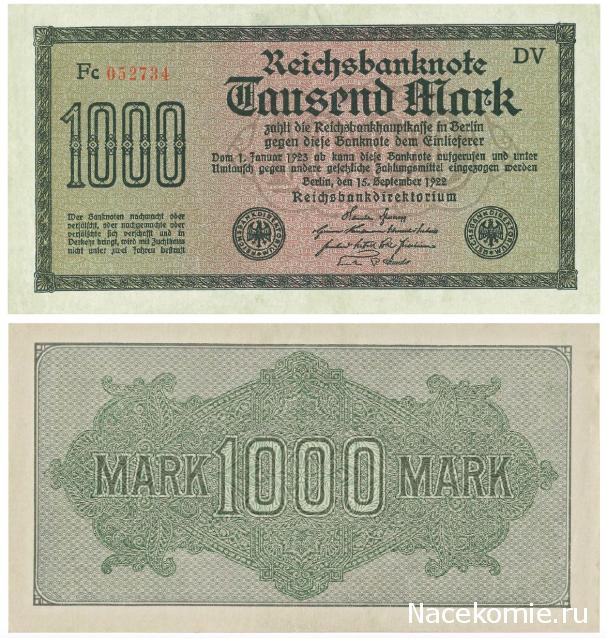 Fc 052734
DV
Reichsbanknote
Tausend Mark
1000
zahlt die Reichsbankhauptkasse in Berlin
gegen diese Banknote dem Einlieferer
Vom 1. Januar 1923 ab kann diese Banknote aufgerufen und unter
Umtausch gegen andere gesetzliche Zahlungsmittel eingezogen werden
Berlin, den 15. September 1922
Reichsbankdirektorium
Wer Banknoten nachmacht oder
verfälscht, oder nachgemachte oder
verfälschte sich verschafft und in
Verkehr bringt, wird mit Zuchthaus
nicht unter zwei Jahren bestraft
MARK 1000 MARK
Nacekomie.ru